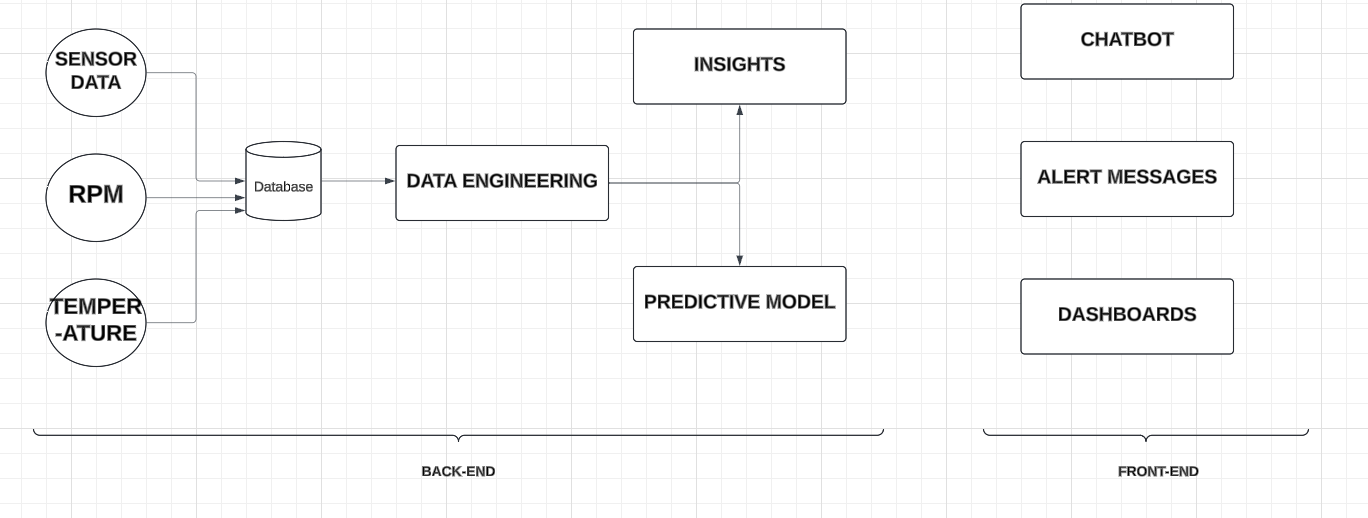 SENSOR
DATA
RPM
TEMPER
-ATURE
Database
DATA ENGINEERING
INSIGHTS
PREDICTIVE MODEL
CHATBOT
ALERT MESSAGES
DASHBOARDS
BACK-END
FRONT-END